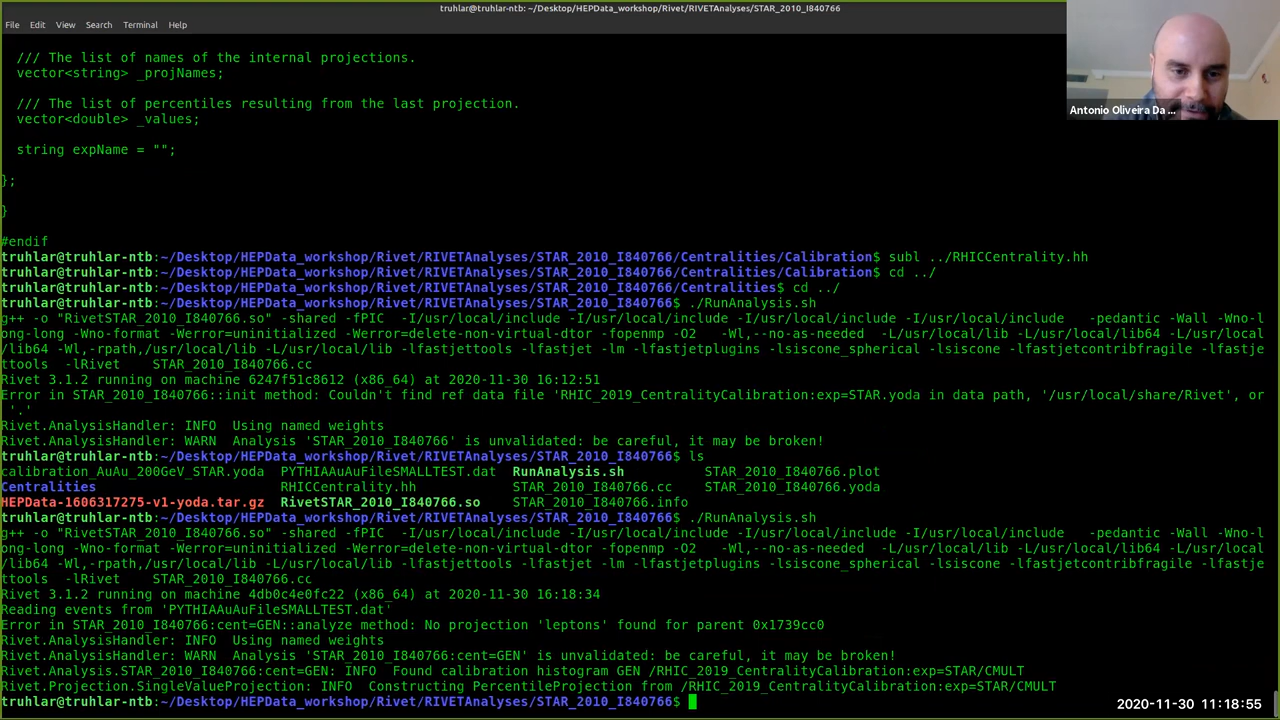 truhlar@truhlar-ntb: ~/Desktop/HEPData_workshop/Rivet/RIVETAnalyses/STAR_2010_I840766
File Edit View Search Terminal Help
/// The list of names of the internal projections.
vector<string> _projNames;
/// The list of percentiles resulting from the last projection.
vector<double> _values;
string expName = "";
};
}
#endif
truhlar@truhlar-ntb:~/Desktop/HEPData_workshop/Rivet/RIVETAnalyses/STAR_2010_I840766/Centralities/Calibration$ subl ../RHICCentrality.hh
truhlar@truhlar-ntb:~/Desktop/HEPData_workshop/Rivet/RIVETAnalyses/STAR_2010_I840766/Centralities/Calibration$ cd ../
truhlar@truhlar-ntb:~/Desktop/HEPData_workshop/Rivet/RIVETAnalyses/STAR_2010_I840766/Centralities$ cd ../
truhlar@truhlar-ntb:~/Desktop/HEPData_workshop/Rivet/RIVETAnalyses/STAR_2010_I840766$ ./RunAnalysis.sh
g++ -o "RivetSTAR_2010_I840766.so" -shared -fPIC -I/usr/local/include -I/usr/local/include -I/usr/local/include -I/usr/local/include -pedantic -Wall -Wno-l
ong-long -Wno-format -Werror=uninitialized -Werror=delete-non-virtual-dtor -fopenmp -O2 -Wl,--no-as-needed -L/usr/local/lib -L/usr/local/lib64 -L/usr/local
/lib64 -Wl,-rpath,/usr/local/lib -L/usr/local/lib -lfastjettools -lfastjet -lm -lfastjetplugins -lsiscone_spherical -lsiscone -lfastjetcontribfragile -lfastje
ttools -lRivet STAR_2010_I840766.cc
Rivet 3.1.2 running on machine 6247f51c8612 (x86_64) at 2020-11-30 16:12:51
Error in STAR_2010_I840766::init method: Couldn't find ref data file 'RHIC_2019_CentralityCalibration:exp=STAR.yoda in data path, '/usr/local/share/Rivet', or
'.'
Rivet.AnalysisHandler: INFO Using named weights
Rivet.AnalysisHandler: WARN Analysis 'STAR_2010_I840766' is unvalidated: be careful, it may be broken!
truhlar@truhlar-ntb:~/Desktop/HEPData_workshop/Rivet/RIVETAnalyses/STAR_2010_I840766$ ls
calibration_AuAu_200GeV_STAR.yoda PYTHIAAuAuFileSMALLTEST.dat RunAnalysis.sh STAR_2010_I840766.plot
Centralities RHICCentrality.hh STAR_2010_I840766.cc STAR_2010_I840766.yoda
HEPData-1606317275-v1-yoda.tar.gz RivetSTAR_2010_I840766.so STAR_2010_I840766.info
truhlar@truhlar-ntb:~/Desktop/HEPData_workshop/Rivet/RIVETAnalyses/STAR_2010_I840766$ ./RunAnalysis.sh
g++ -o "RivetSTAR_2010_I840766.so" -shared -fPIC -I/usr/local/include -I/usr/local/include -I/usr/local/include -I/usr/local/include -pedantic -Wall -Wno-l
ong-long -Wno-format -Werror=uninitialized -Werror=delete-non-virtual-dtor -fopenmp -O2 -Wl,--no-as-needed -L/usr/local/lib -L/usr/local/lib64 -L/usr/local
/lib64 -Wl,-rpath,/usr/local/lib -L/usr/local/lib -lfastjettools -lfastjet -lm -lfastjetplugins -lsiscone_spherical -lsiscone -lfastjetcontribfragile -lfastje
ttools -lRivet STAR_2010_I840766.cc
Rivet 3.1.2 running on machine 4db0c4e0fc22 (x86_64) at 2020-11-30 16:18:34
Reading events from 'PYTHIAAuAuFileSMALLTEST.dat'
Error in STAR_2010_I840766:cent=GEN::analyze method: No projection 'leptons' found for parent 0x1739cc0
Rivet.AnalysisHandler: INFO Using named weights
Rivet.AnalysisHandler: WARN Analysis 'STAR_2010_I840766:cent=GEN' is unvalidated: be careful, it may be broken!
Rivet.Analysis.STAR_2010_I840766:cent=GEN: INFO Found calibration histogram GEN /RHIC_2019_CentralityCalibration:exp=STAR/CMULT
Rivet.Projection.SingleValueProjection: INFO Constructing PercentileProjection from /RHIC_2019_CentralityCalibration:exp=STAR/CMULT
truhlar@truhlar-ntb:~/Desktop/HEPData_workshop/Rivet/RIVETAnalyses/STAR_2010_I840766$
Antonio Oliveira Da ...
2020-11-30 11:18:55